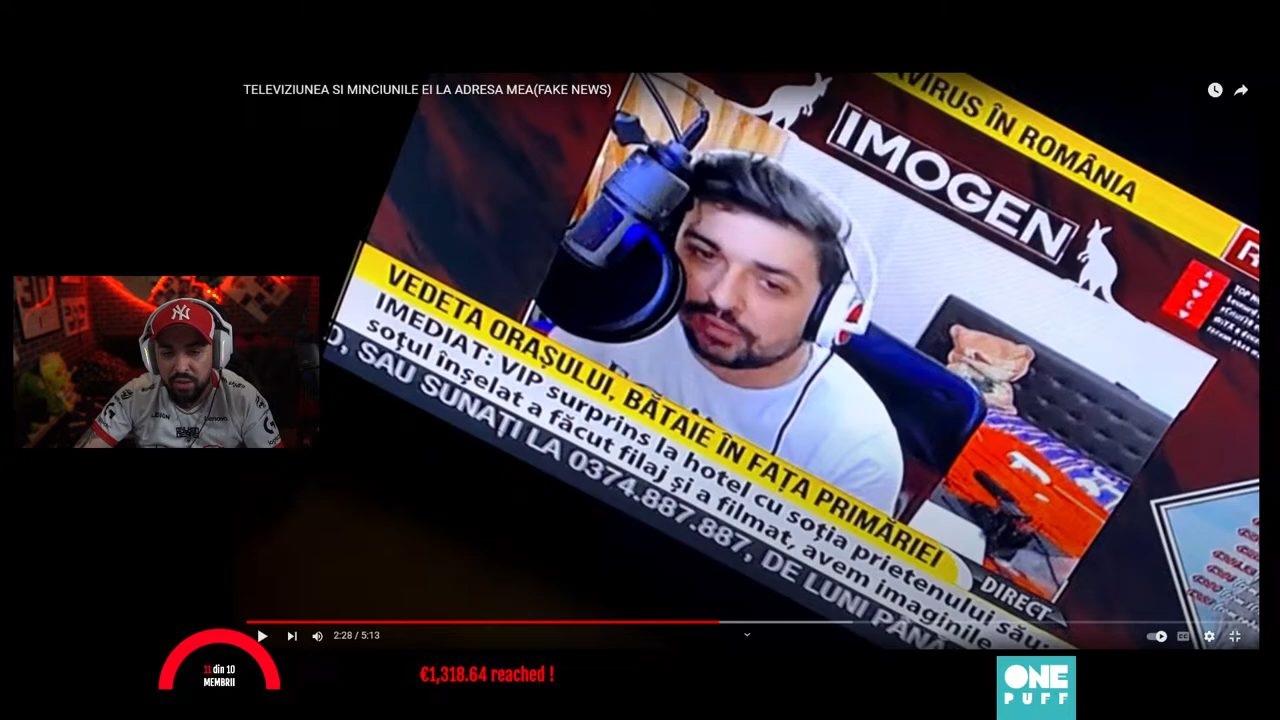 TELEVIZIUNEA SI MINCIUNILE EI LA ADRESA MEA(FAKE NEWS)
VIRUS ÎN ROMÂNIA
IMOGEN
VEDETA ORAȘULUI, BĂTAIE ÎN FAȚA PRIMĂRIEI
IMEDIAT: VIP surprins la hotel cu soția prietenului său:
soțul înșelat a făcut filaj și a filmat, avem imaginile
DIRECT
SAU SUNAȚI LA 0374.887.887, DE LUNI PÂNĂ
2:28 / 5:13
11 din 10
MEMBRII
€1,318.64 reached !
ONE
PUFF